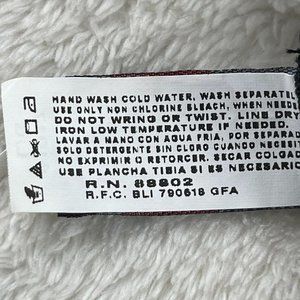 HAND WASH COLD WATER, WASH SEPARATEL
USE ONLY NON CHLORINE BLEACH, WHEN NEEDE
DO NOT WRING OR TWIST. LINE DRY
IRON LOW TEMPERATURE IF NEEDED.
LAVAR A MANO CON AGUA FRIA, POR SEPARAD
SOLO DETERGENTE SIN CLORO CUANDO NECESIT
NO EXPRIMIR O RETORCER. SECAR COLGAD
USE PLANCHA TIBIA SI ES NECESARIO
R.N. 88802
R.F.C. BLI 790618 GFA